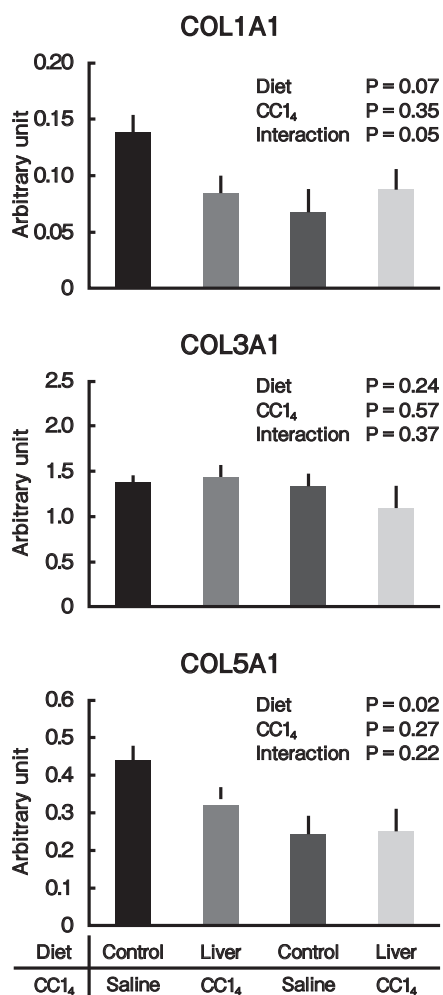 COL1A1
0.20
0.15
0.10
0.05
0
Arbitrary unit
Diet P = 0.07
CC1₄ P = 0.35
Interaction P = 0.05
COL3A1
2.5
2.0
1.5
1.0
0.5
0
Arbitrary unit
Diet P = 0.24
CC1₄ P = 0.57
Interaction P = 0.37
COL5A1
0.6
0.5
0.4
0.3
0.2
0.1
0
Arbitrary unit
Diet P = 0.02
CC1₄ P = 0.27
Interaction P = 0.22
Diet Control Liver Control Liver
CC1₄ Saline CC1₄ Saline CC1₄